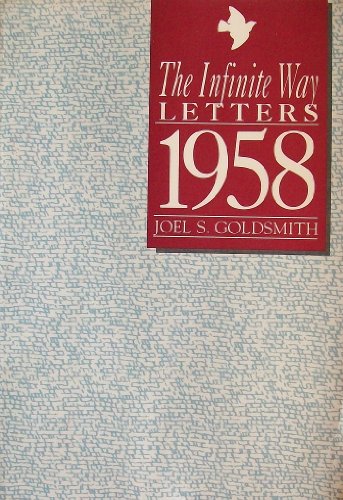 The Infinite Way
LETTERS
1958
JOEL S. GOLDSMITH